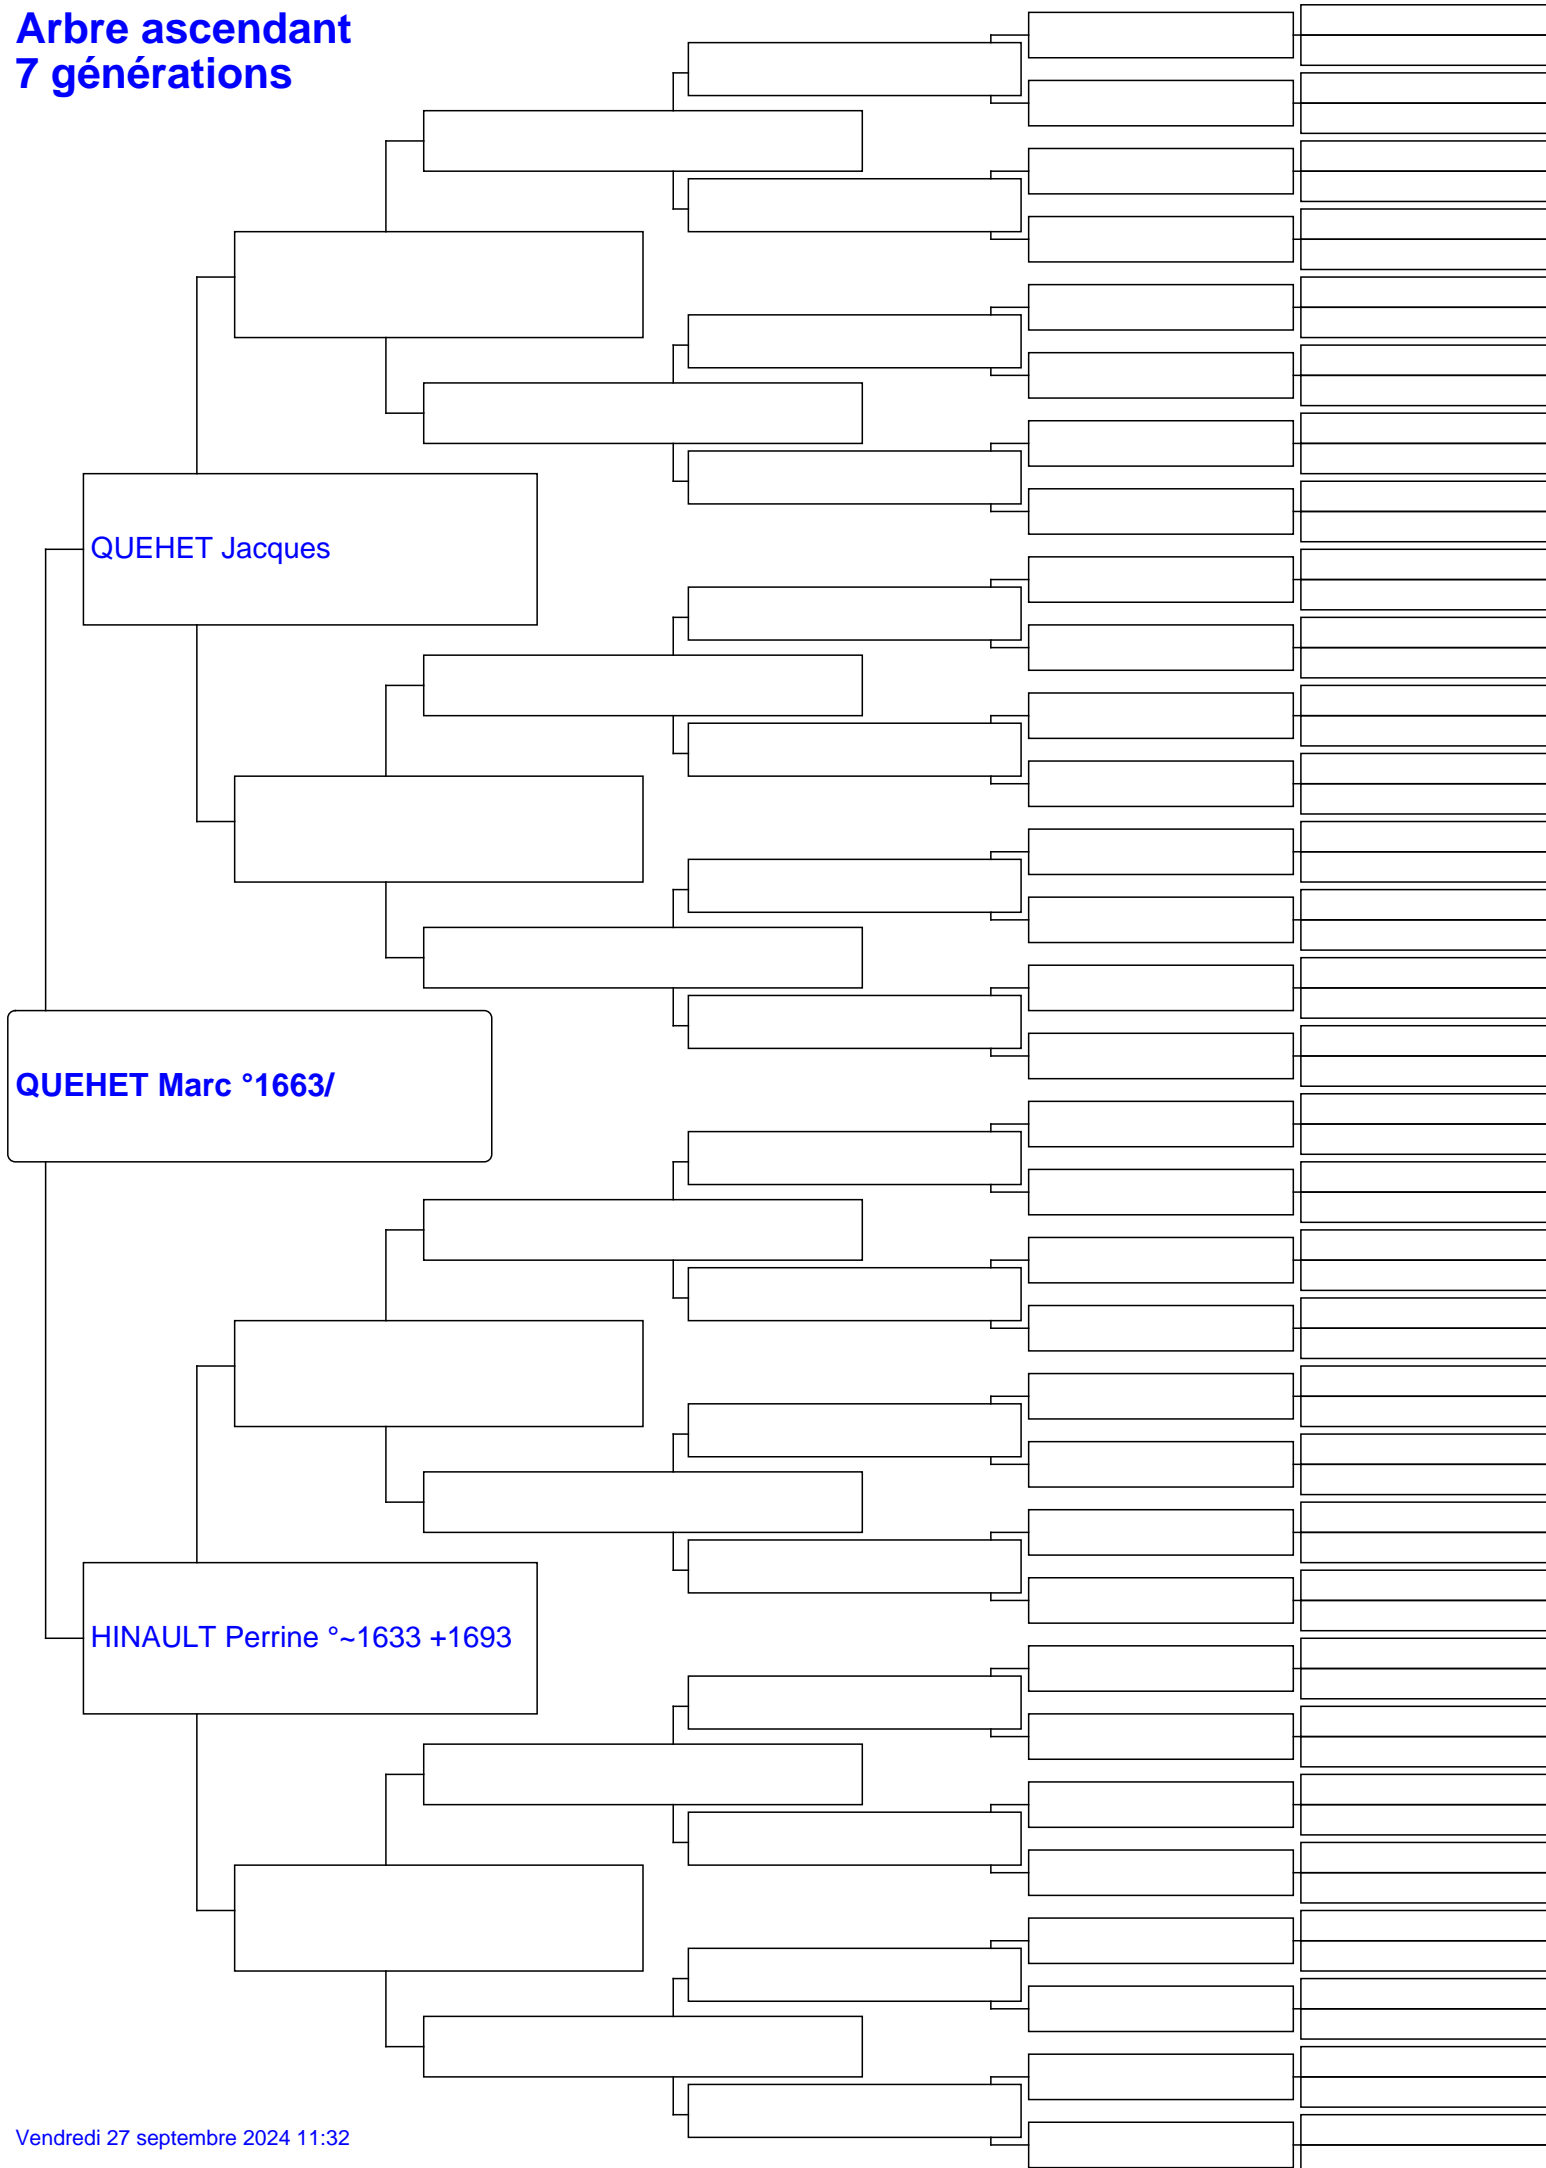 Arbre ascendant
7 générations
QUEHET Jacques
QUEHET Marc °1663/
HINAULT Perrine °~1633 +1693
Vendredi 27 septembre 2024 11:32